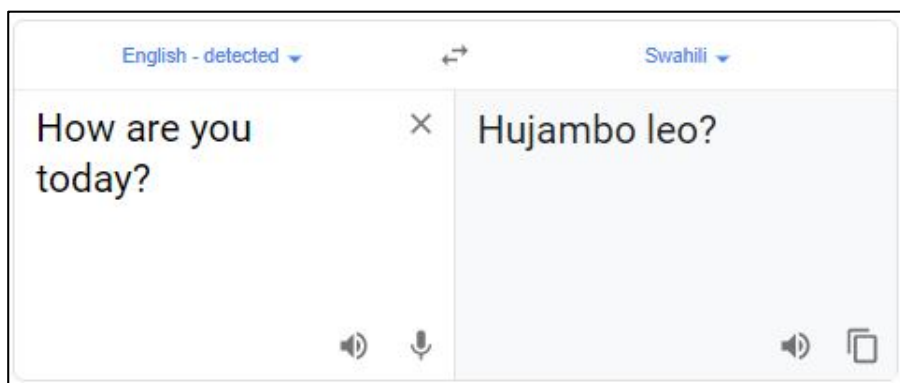 English - detected
Swahili
How are you
today?
Hujambo leo?